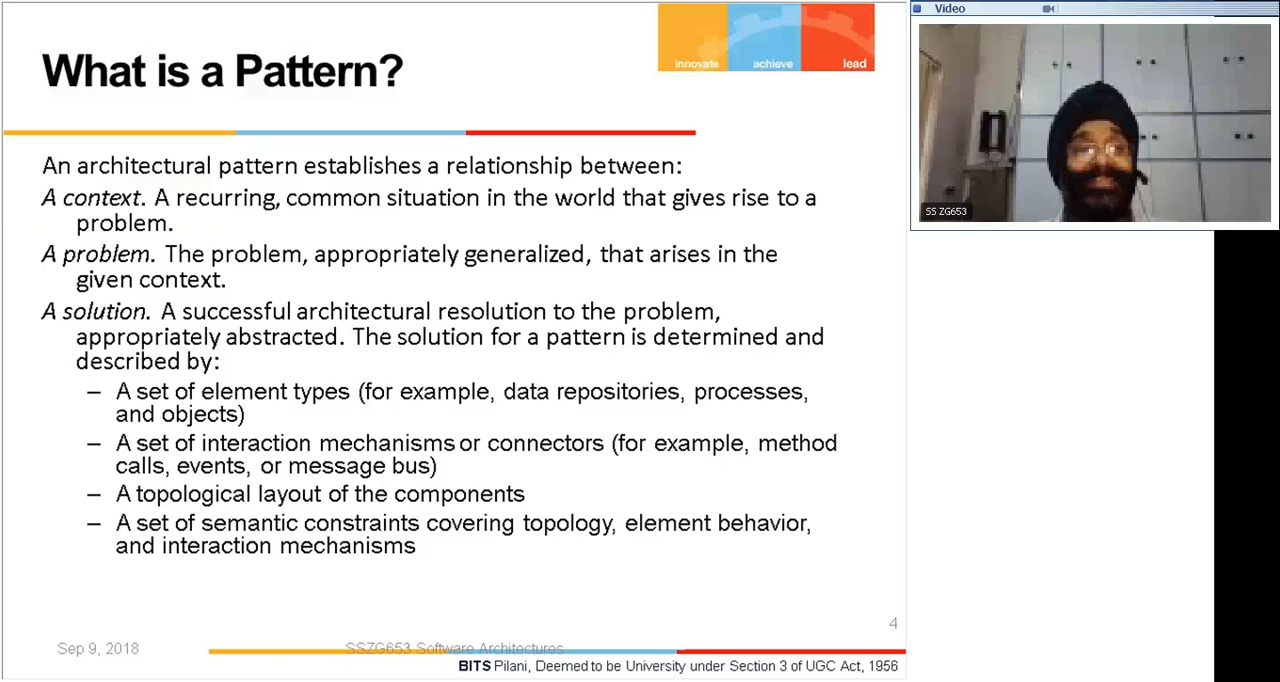 What is a Pattern?
innovate achieve lead
An architectural pattern establishes a relationship between:
A context. A recurring, common situation in the world that gives rise to a
problem.
A problem. The problem, appropriately generalized, that arises in the
given context.
A solution. A successful architectural resolution to the problem,
appropriately abstracted. The solution for a pattern is determined and
described by:
– A set of element types (for example, data repositories, processes,
and objects)
– A set of interaction mechanisms or connectors (for example, method
calls, events, or message bus)
– A topological layout of the components
– A set of semantic constraints covering topology, element behavior,
and interaction mechanisms
4
Sep 9, 2018
SSZG653 Software Architectures
BITS Pilani, Deemed to be University under Section 3 of UGC Act, 1956
Video
SS ZG653